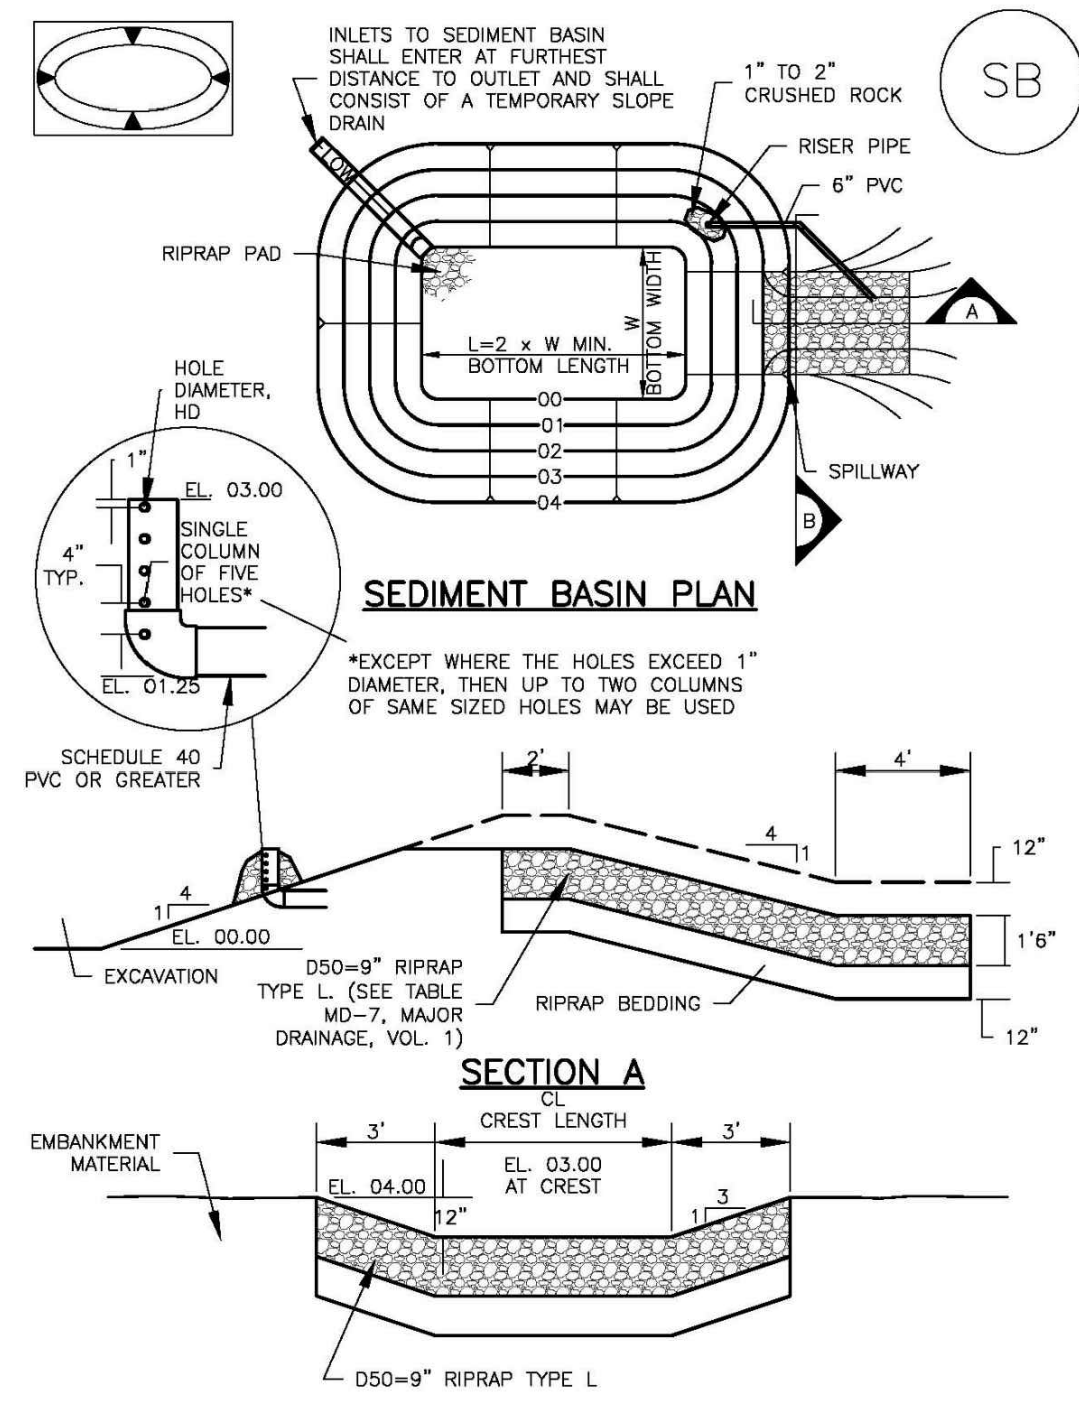 INLETS TO SEDIMENT BASIN
SHALL ENTER AT FURTHEST
DISTANCE TO OUTLET AND SHALL
CONSIST OF A TEMPORARY SLOPE
DRAIN
1" TO 2"
CRUSHED ROCK
SB
RISER PIPE
6" PVC
FLOW
RIPRAP PAD
W
BOTTOM WIDTH
A
L=2 x W MIN.
BOTTOM LENGTH
HOLE
DIAMETER,
HD
00
01
02
03
04
SPILLWAY
B
1"
EL. 03.00
SINGLE
COLUMN
OF FIVE
HOLES*
4"
TYP.
EL. 01.25
SEDIMENT BASIN PLAN
*EXCEPT WHERE THE HOLES EXCEED 1"
DIAMETER, THEN UP TO TWO COLUMNS
OF SAME SIZED HOLES MAY BE USED
SCHEDULE 40
PVC OR GREATER
2'
4'
4
1
12"
4
1
EL. 00.00
1'6"
EXCAVATION
D50=9" RIPRAP
TYPE L. (SEE TABLE
MD-7, MAJOR
DRAINAGE, VOL. 1)
RIPRAP BEDDING
12"
SECTION A
CL
CREST LENGTH
3'
3'
EMBANKMENT
MATERIAL
EL. 04.00
EL. 03.00
AT CREST
12"
3
1
D50=9" RIPRAP TYPE L